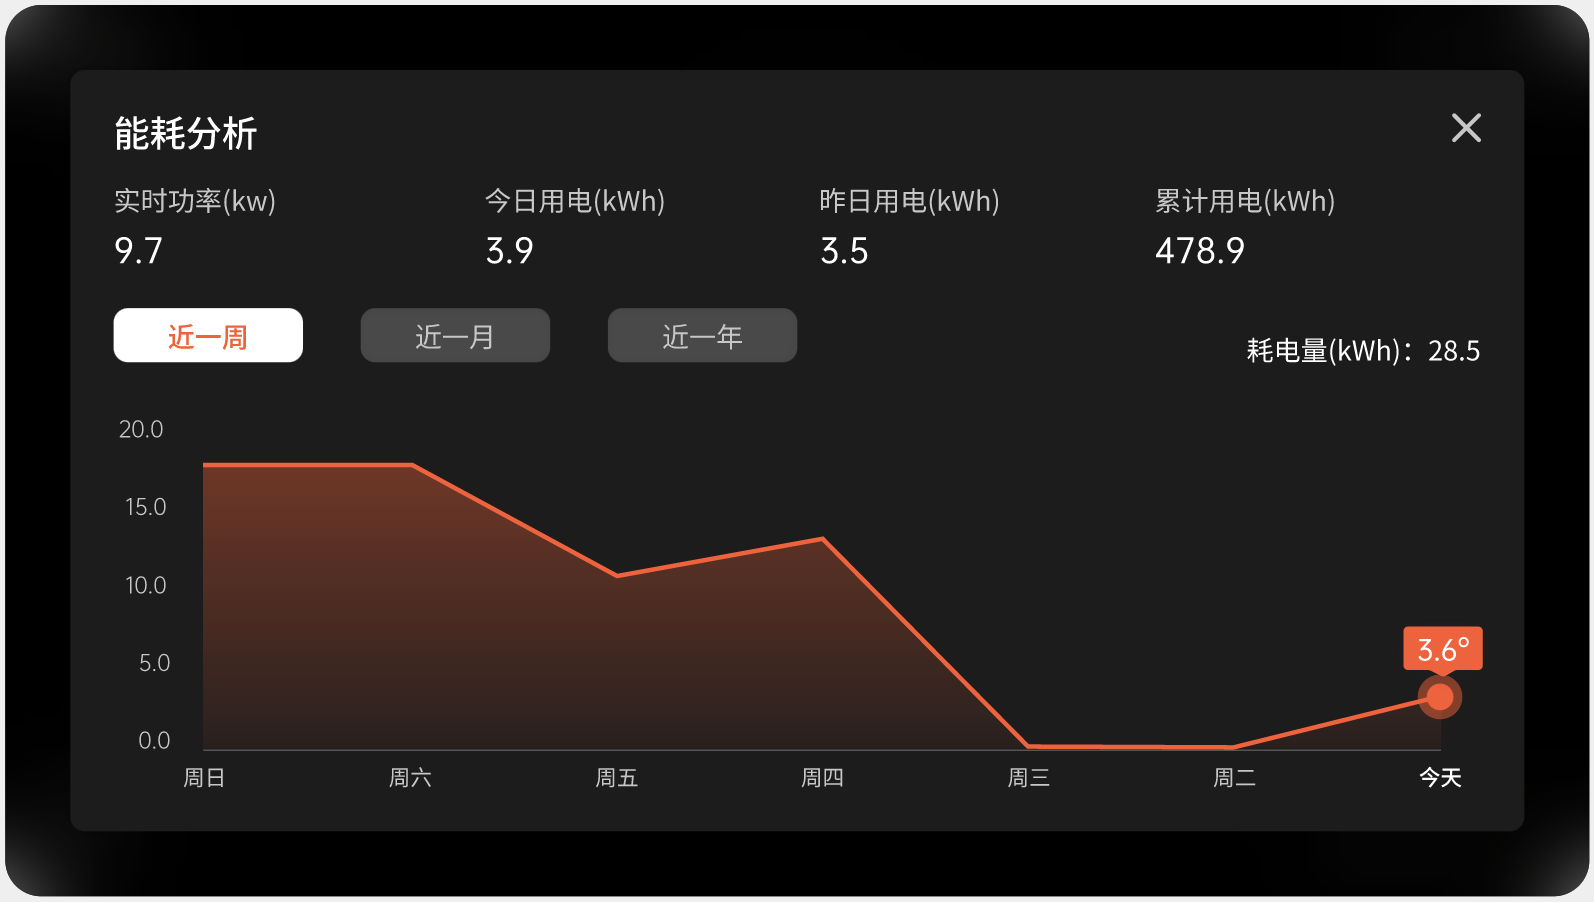 能耗分析
实时功率(kw) 今日用电(kWh) 昨日用电(kWh) 累计用电(kWh)
9.7 3.9 3.5 478.9
近一周 近一月 近一年
耗电量(kWh)：28.5
20.0
15.0
10.0
5.0
3.6°
0.0
周日 周六 周五 周四 周三 周二 今天